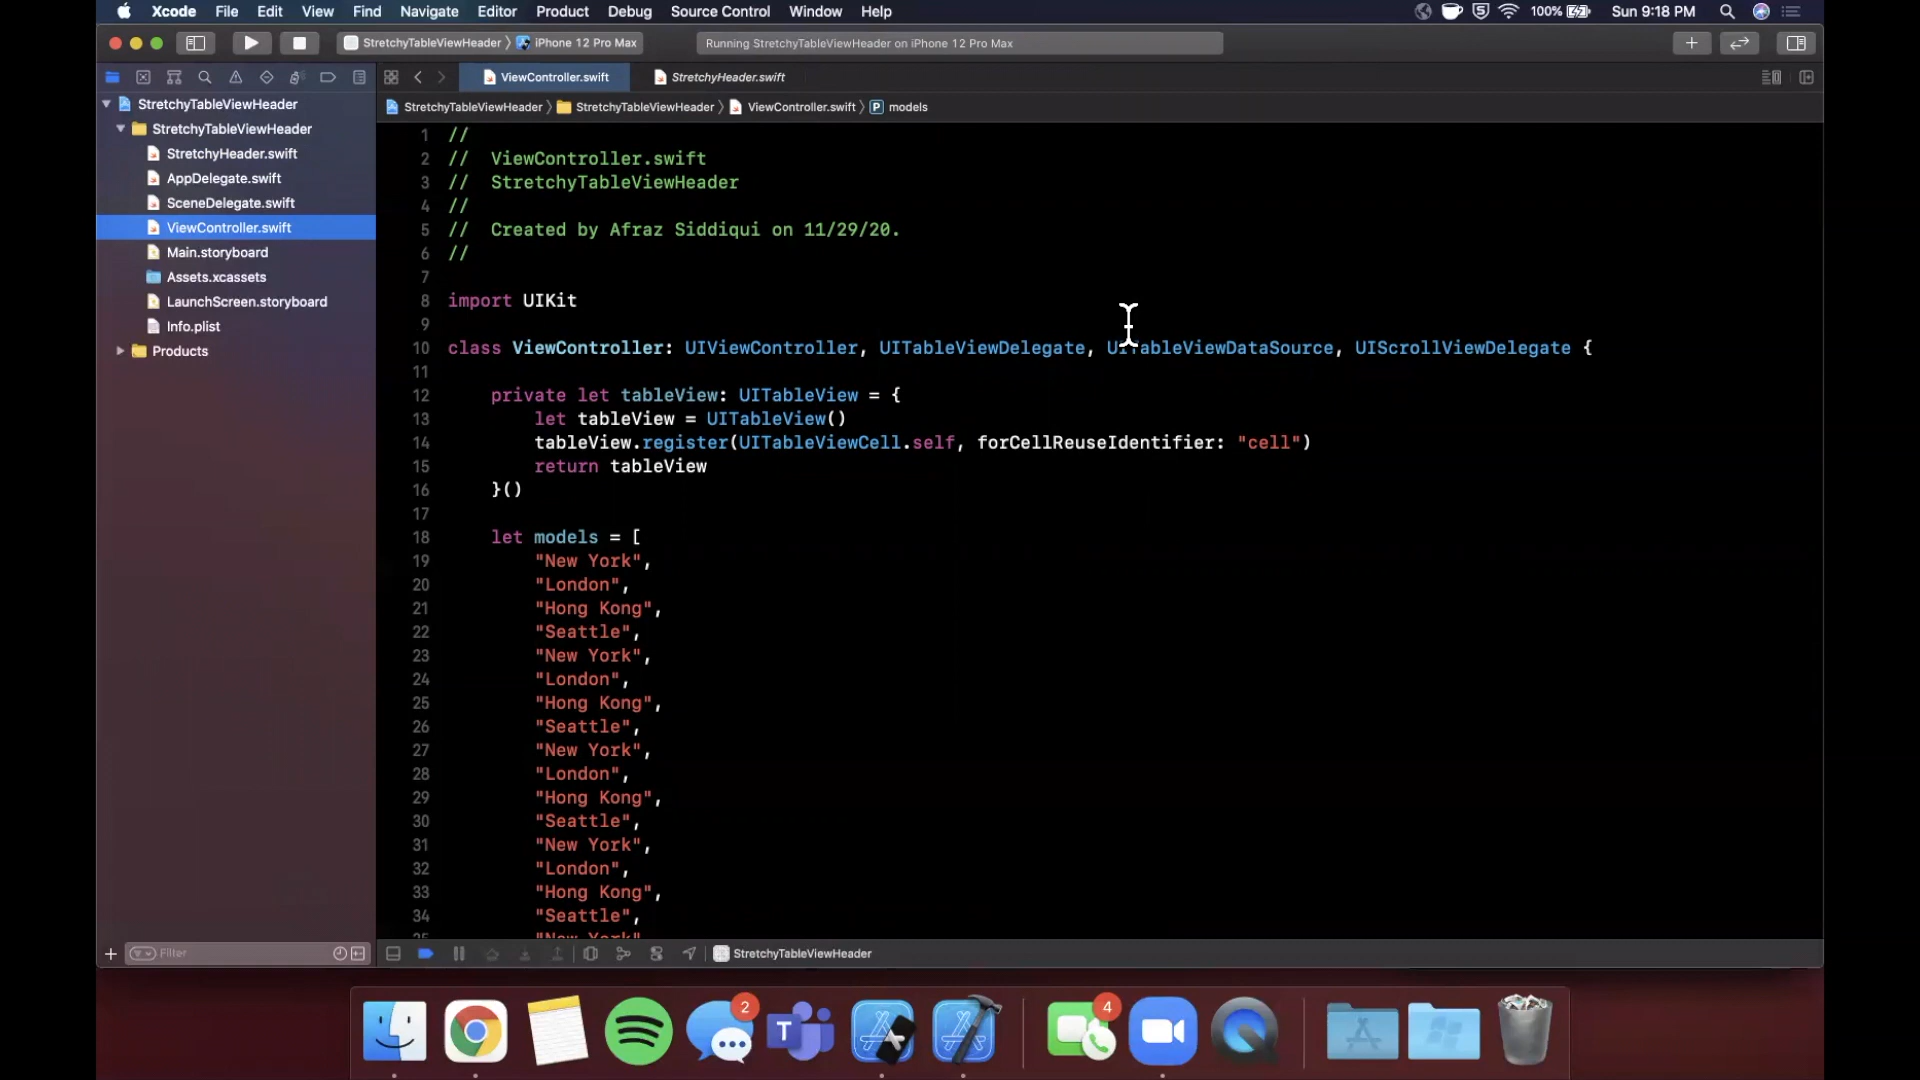 Xcode File Edit View Find Navigate Editor Product Debug Source Control Window Help 100% Sun 9:18 PM
StretchyTableViewHeader iPhone 12 Pro Max Running StretchyTableViewHeader on iPhone 12 Pro Max
ViewController.swift StretchyHeader.swift
StretchyTableViewHeader StretchyTableViewHeader ViewController.swift P models
StretchyTableViewHeader
StretchyTableViewHeader
StretchyHeader.swift
AppDelegate.swift
SceneDelegate.swift
ViewController.swift
Main.storyboard
Assets.xcassets
LaunchScreen.storyboard
Info.plist
Products
Filter
1 //
2 // ViewController.swift
3 // StretchyTableViewHeader
4 //
5 // Created by Afraz Siddiqui on 11/29/20.
6 //
7
8 import UIKit
9
10 class ViewController: UIViewController, UITableViewDelegate, UITableViewDataSource, UIScrollViewDelegate {
11
12 private let tableView: UITableView = {
13 let tableView = UITableView()
14 tableView.register(UITableViewCell.self, forCellReuseIdentifier: "cell")
15 return tableView
16 }()
17
18 let models = [
19 "New York",
20 "London",
21 "Hong Kong",
22 "Seattle",
23 "New York",
24 "London",
25 "Hong Kong",
26 "Seattle",
27 "New York",
28 "London",
29 "Hong Kong",
30 "Seattle",
31 "New York",
32 "London",
33 "Hong Kong",
34 "Seattle",
StretchyTableViewHeader
2 T 4